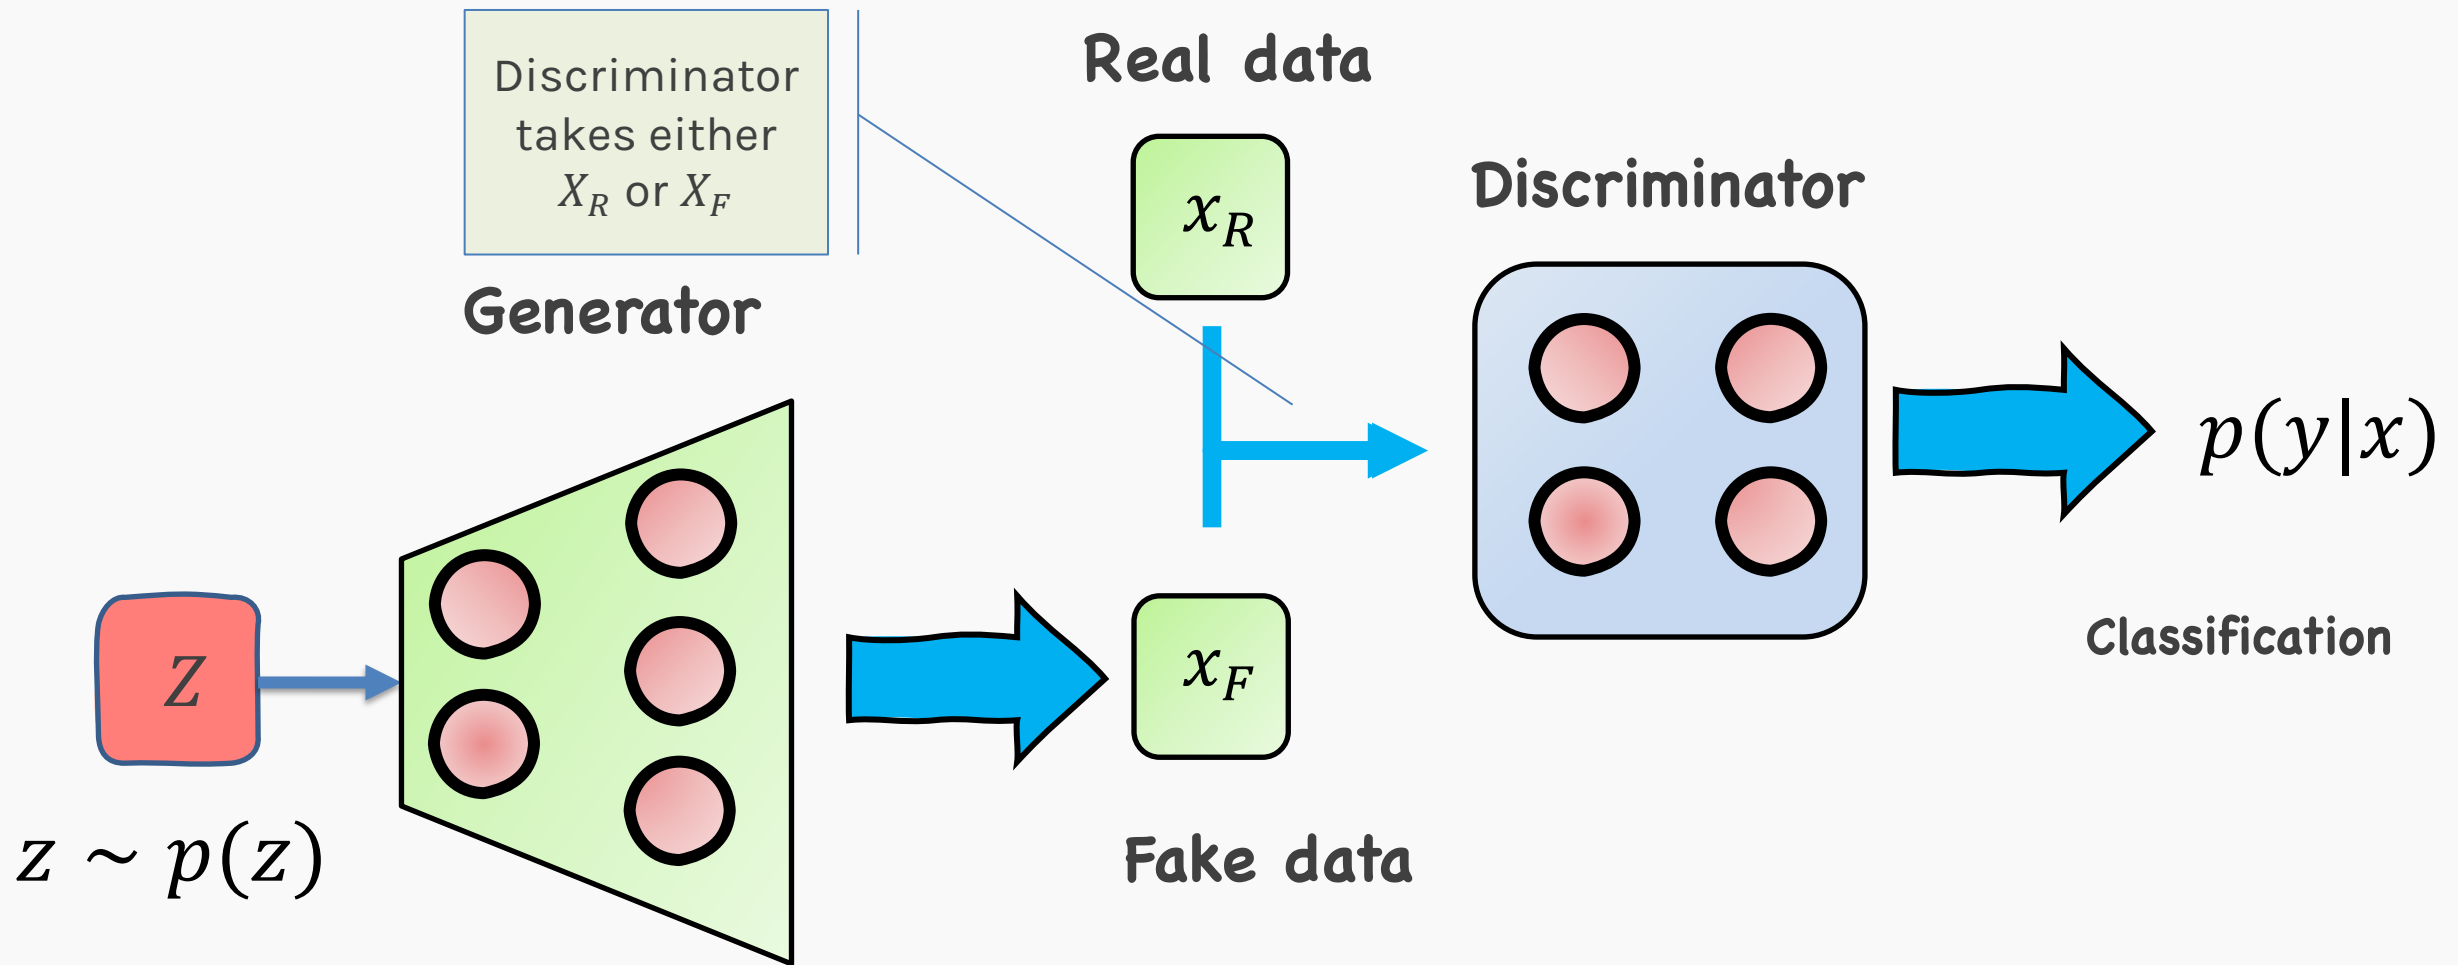 Discriminator
takes either
X_R or X_F
Real data
x_R
Discriminator
Generator
p(y|x)
Classification
Z
x_F
z ~ p(z)
Fake data